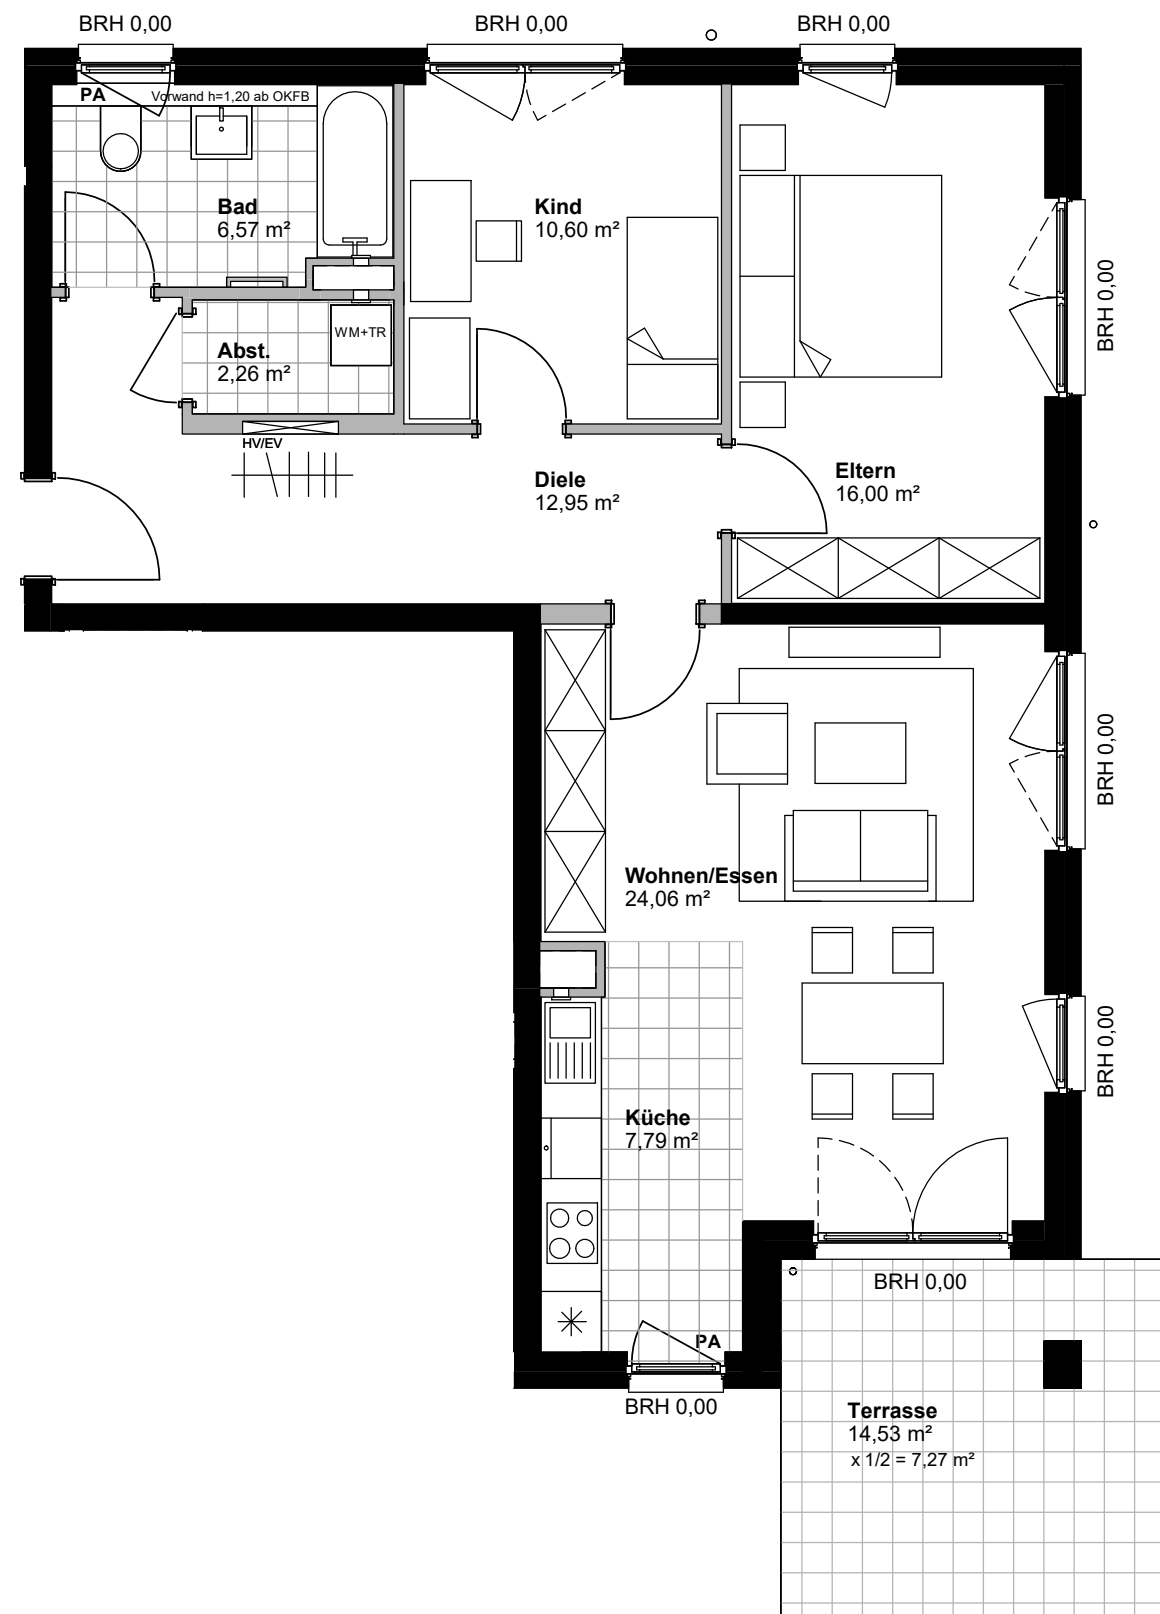 BRH 0,00
BRH 0,00
BRH 0,00
PA
Vorwand h=1,20 ab OKFB
Bad
6,57 m²
Kind
10,60 m²
BRH 0,00
WM+TR
Abst.
2,26 m²
HV/EV
Diele
12,95 m²
Eltern
16,00 m²
BRH 0,00
Wohnen/Essen
24,06 m²
BRH 0,00
Küche
7,79 m²
BRH 0,00
PA
BRH 0,00
Terrasse
14,53 m²
x 1/2 = 7,27 m²